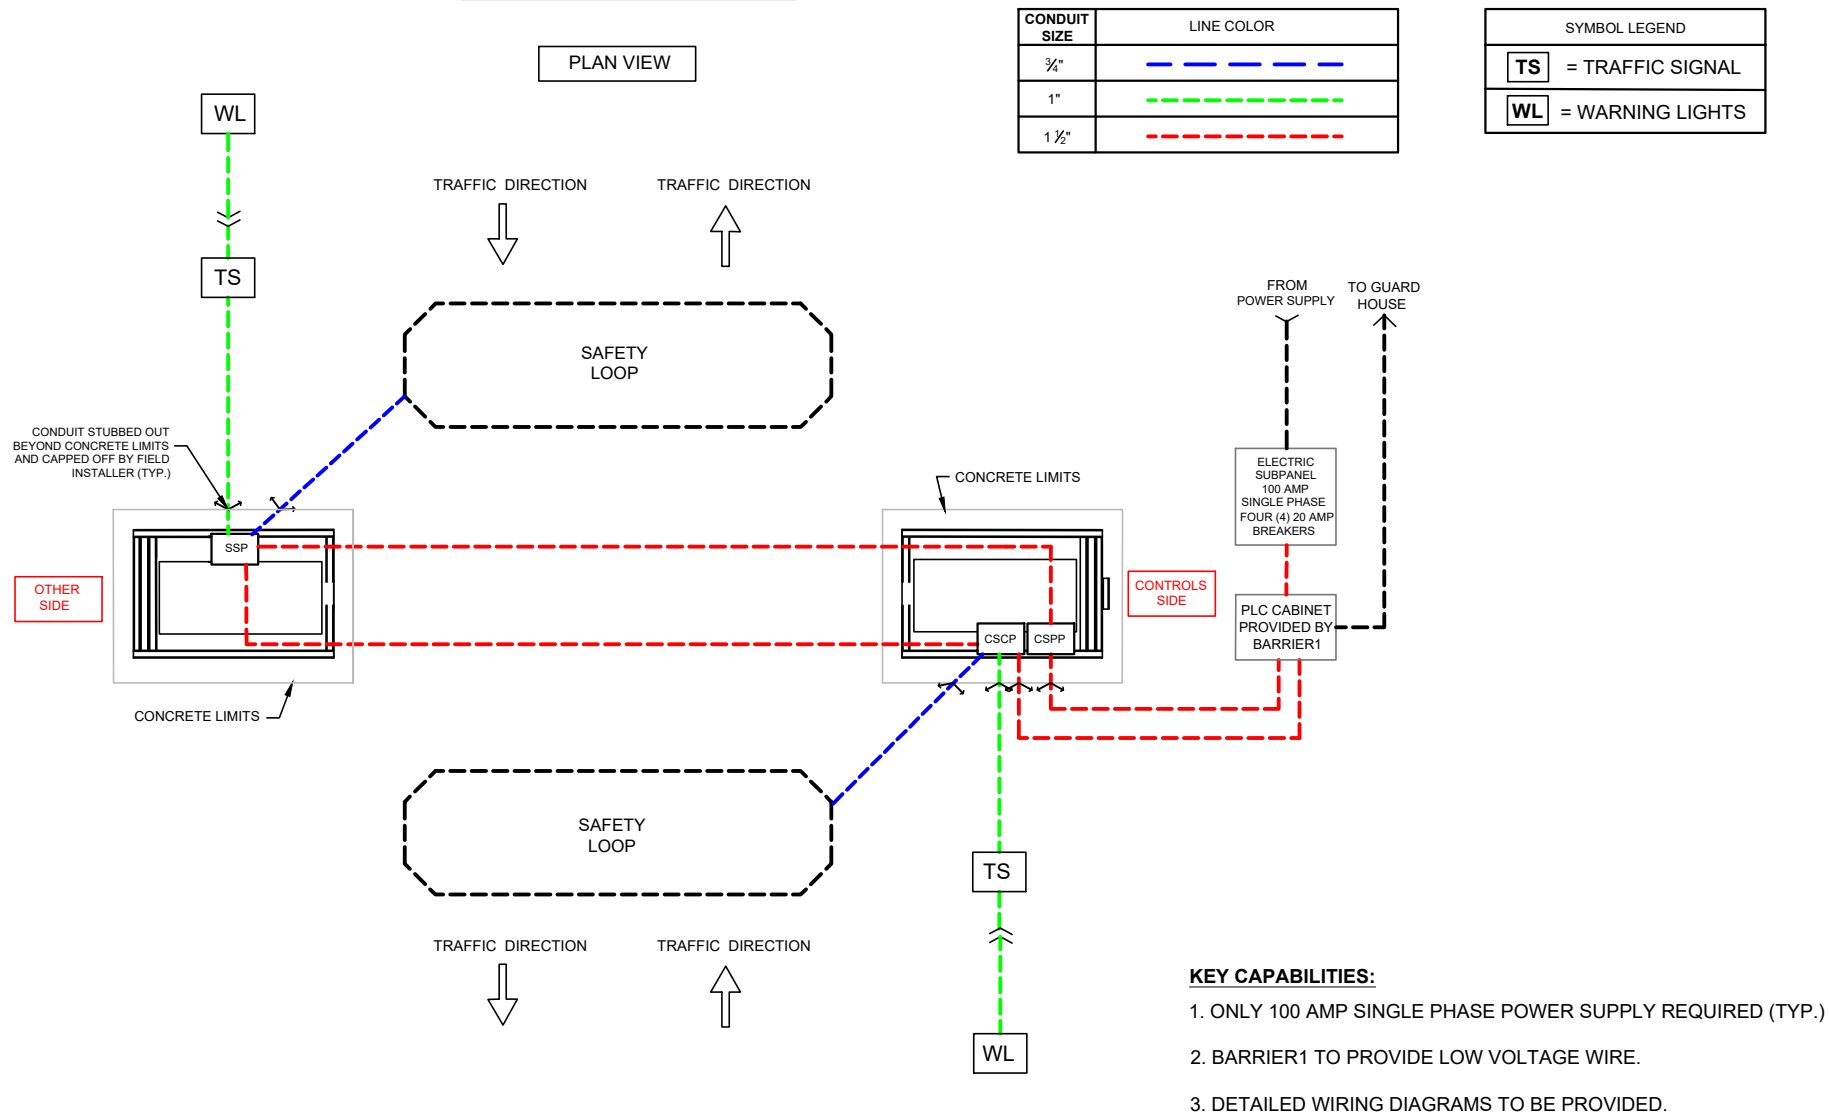 PLAN VIEW
CONDUIT
SIZE
LINE COLOR
¾"
1"
1 ½"
SYMBOL LEGEND
TS = TRAFFIC SIGNAL
WL = WARNING LIGHTS
WL
TS
TRAFFIC DIRECTION
TRAFFIC DIRECTION
SAFETY
LOOP
FROM
POWER SUPPLY
TO GUARD
HOUSE
CONDUIT STUBBED OUT
BEYOND CONCRETE LIMITS
AND CAPPED OFF BY FIELD
INSTALLER (TYP.)
CONCRETE LIMITS
ELECTRIC
SUBPANEL
100 AMP
SINGLE PHASE
FOUR (4) 20 AMP
BREAKERS
SSP
OTHER
SIDE
CONTROLS
SIDE
PLC CABINET
PROVIDED BY
BARRIER1
CSCP
CSPP
CONCRETE LIMITS
SAFETY
LOOP
TS
TRAFFIC DIRECTION
TRAFFIC DIRECTION
WL
KEY CAPABILITIES:
1. ONLY 100 AMP SINGLE PHASE POWER SUPPLY REQUIRED (TYP.)
2. BARRIER1 TO PROVIDE LOW VOLTAGE WIRE.
3. DETAILED WIRING DIAGRAMS TO BE PROVIDED.